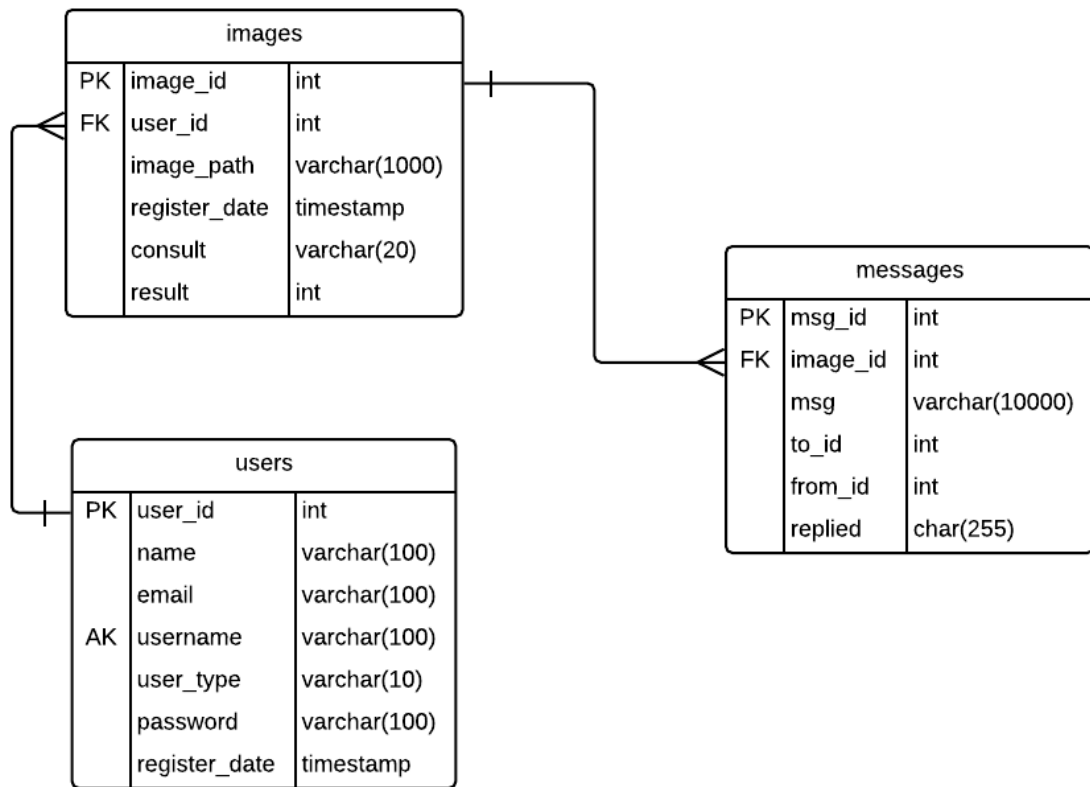 images
PK image_id int
FK user_id int
image_path varchar(1000)
register_date timestamp
consult varchar(20)
result int
messages
PK msg_id int
FK image_id int
msg varchar(10000)
to_id int
from_id int
replied char(255)
users
PK user_id int
name varchar(100)
email varchar(100)
AK username varchar(100)
user_type varchar(10)
password varchar(100)
register_date timestamp